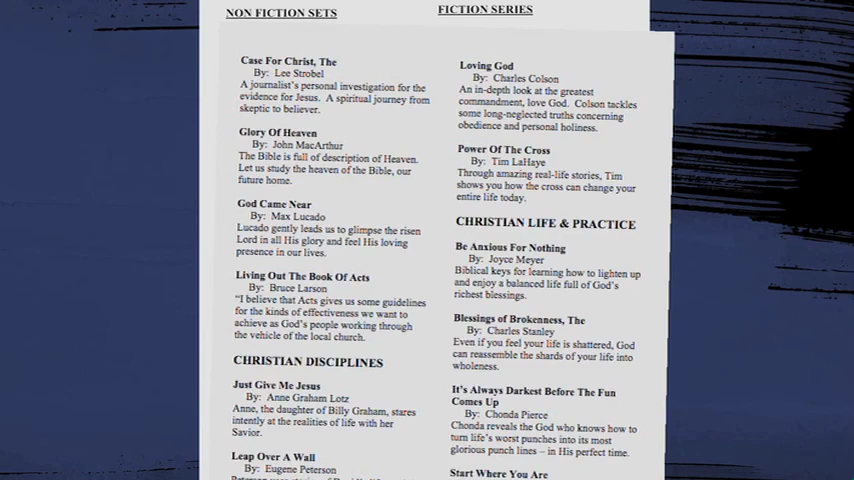 NON FICTION SETS
FICTION SERIES
Case For Christ, The
By: Lee Strobel
A journalist's personal investigation for the
evidence for Jesus. A spiritual journey from
skeptic to believer.
Glory Of Heaven
By: John MacArthur
The Bible is full of description of Heaven.
Let us study the heaven of the Bible, our
future home.
God Came Near
By: Max Lucado
Lucado gently leads us to glimpse the risen
Lord in all His glory and feel His loving
presence in our lives.
Living Out The Book Of Acts
By: Bruce Larson
"I believe that Acts gives us some guidelines
for the kinds of effectiveness we want to
achieve as God's people working through
the vehicle of the local church.
CHRISTIAN DISCIPLINES
Just Give Me Jesus
By: Anne Graham Lotz
Anne, the daughter of Billy Graham, stares
intently at the realities of life with her
Savior.
Leap Over A Wall
By: Eugene Peterson
Loving God
By: Charles Colson
An in-depth look at the greatest
commandment, love God. Colson tackles
some long-neglected truths concerning
obedience and personal holiness.
Power Of The Cross
By: Tim LaHaye
Through amazing real-life stories, Tim
shows you how the cross can change your
entire life today.
CHRISTIAN LIFE & PRACTICE
Be Anxious For Nothing
By: Joyce Meyer
Biblical keys for learning how to lighten up
and enjoy a balanced life full of God's
richest blessings.
Blessings of Brokenness, The
By: Charles Stanley
Even if you feel your life is shattered, God
can reassemble the shards of your life into
wholeness.
It's Always Darkest Before The Fun
Comes Up
By: Chonda Pierce
Chonda reveals the God who knows how to
turn life's worst punches into its most
glorious punch lines – in His perfect time.
Start Where You Are